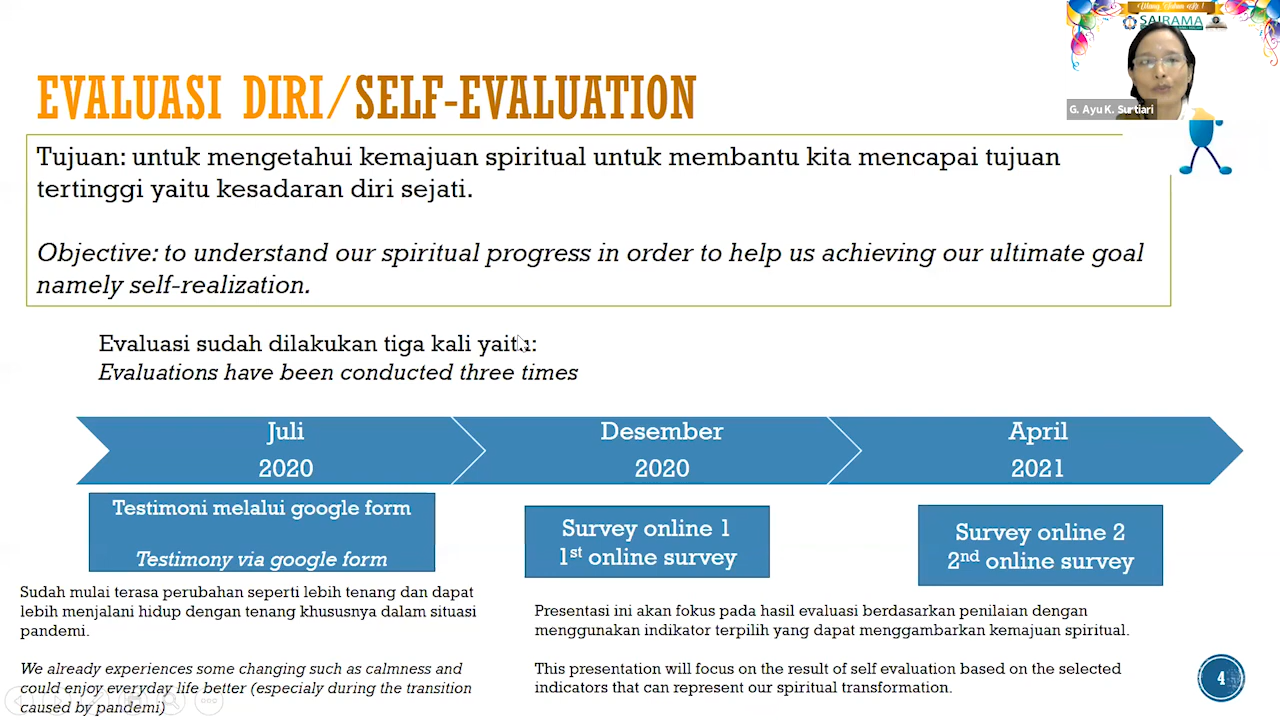 Ulang Tahun Ke 1
SAIRAMA
G. Ayu K. Surtiari
EVALUASI DIRI/SELF-EVALUATION
Tujuan: untuk mengetahui kemajuan spiritual untuk membantu kita mencapai tujuan
tertinggi yaitu kesadaran diri sejati.
Objective: to understand our spiritual progress in order to help us achieving our ultimate goal
namely self-realization.
Evaluasi sudah dilakukan tiga kali yaitu:
Evaluations have been conducted three times
Juli
2020
Desember
2020
April
2021
Testimoni melalui google form
Testimony via google form
Survey online 1
1st online survey
Survey online 2
2nd online survey
Sudah mulai terasa perubahan seperti lebih tenang dan dapat
lebih menjalani hidup dengan tenang khususnya dalam situasi
pandemi.
We already experiences some changing such as calmness and
could enjoy everyday life better (especialy during the transition
caused by pandemi)
Presentasi ini akan fokus pada hasil evaluasi berdasarkan penilaian dengan
menggunakan indikator terpilih yang dapat menggambarkan kemajuan spiritual.
This presentation will focus on the result of self evaluation based on the selected
indicators that can represent our spiritual transformation.
4